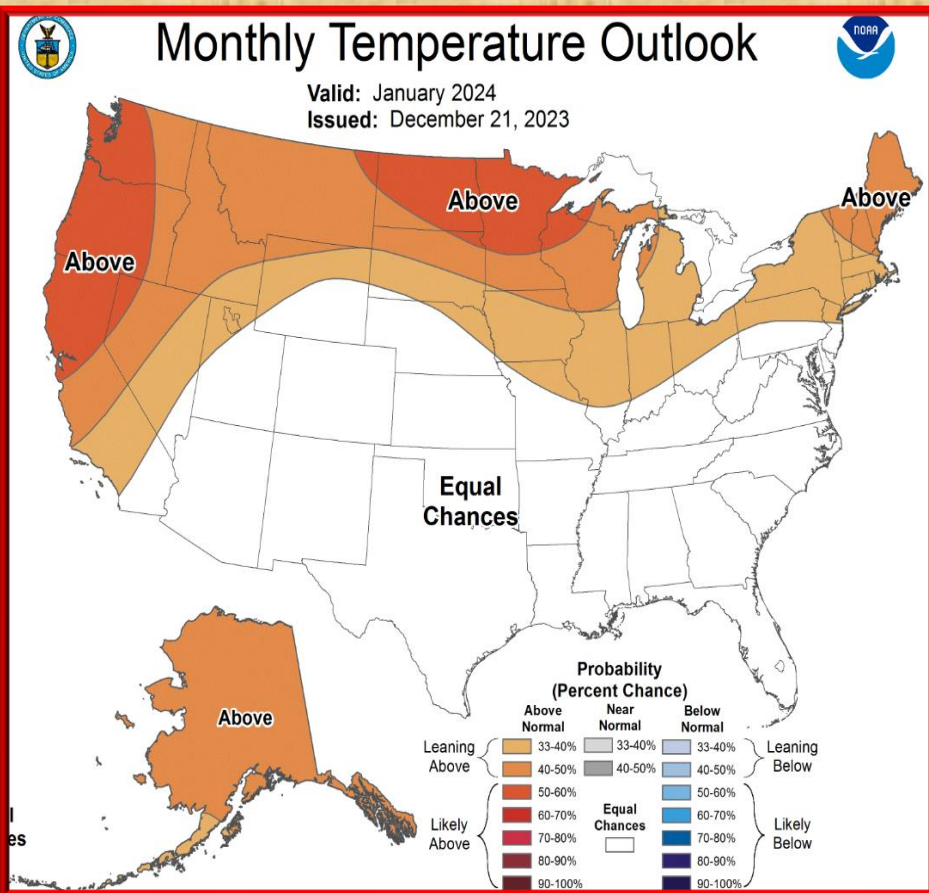 Monthly Temperature Outlook
NOAA
Valid: January 2024
Issued: December 21, 2023
Above
Above
Above
Equal
Chances
Above
Probability
(Percent Chance)
Above
Normal
Near
Normal
Below
Normal
Leaning
Above
33-40% 33-40% 33-40%
40-50% 40-50% 40-50%
Leaning
Below
Likely
Above
50-60% 50-60%
60-70% 60-70%
70-80% 70-80%
80-90% 80-90%
90-100% 90-100%
Equal
Chances
Likely
Below
es